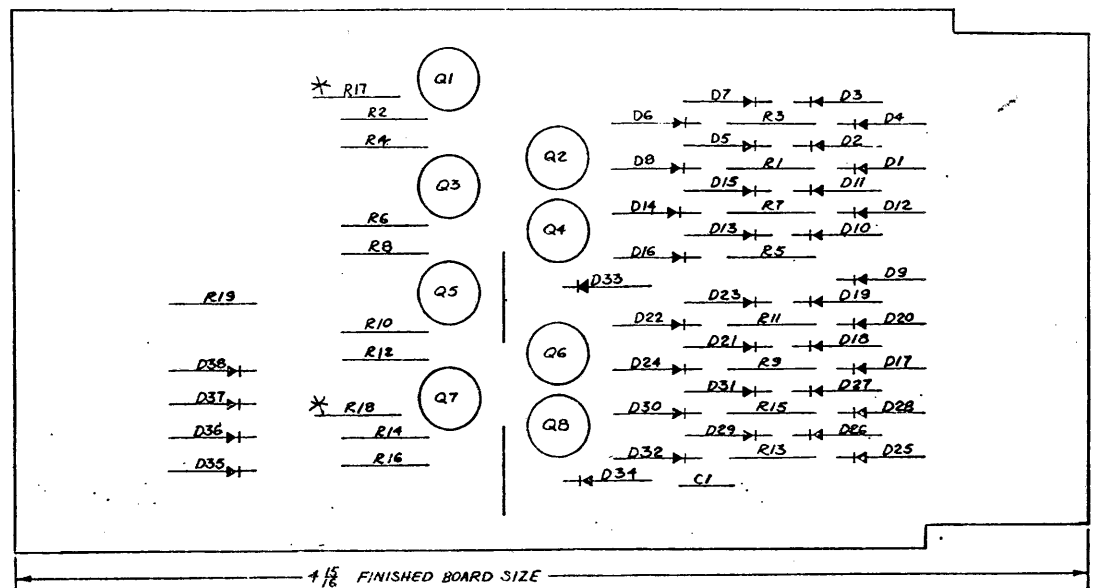 Q1
* R17
R2
R4
Q3
R6
R8
Q5
R19
R10
R12
D38
D37
Q7
* R18
D36
R14
D35
R16
Q2
Q4
D33
Q6
Q8
D34
D7 D3
D6 R3 D4
D5 D2
D8 R1 D1
D15 D11
D14 R7 D12
D13 D10
D16 R5
D9
D23 D19
D22 R11 D20
D21 D18
D24 R9 D17
D31 D27
D30 R15 D28
D29 D26
D32 R13 D25
C1
4 15/16 FINISHED BOARD SIZE